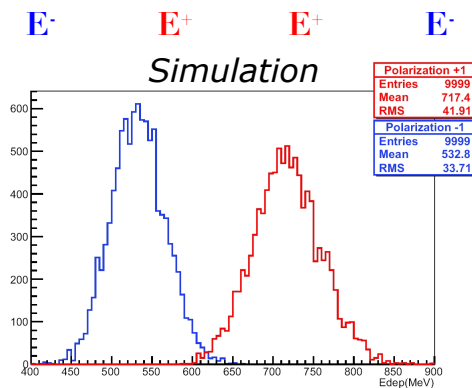 E- E+ E+ E-
Simulation
Polarization +1
Entries 9999
Mean 717.4
RMS 41.91
Polarization -1
Entries 9999
Mean 532.8
RMS 33.71
600
500
400
300
200
100
0
400 450 500 550 600 650 700 750 800 850 900
Edep(MeV)